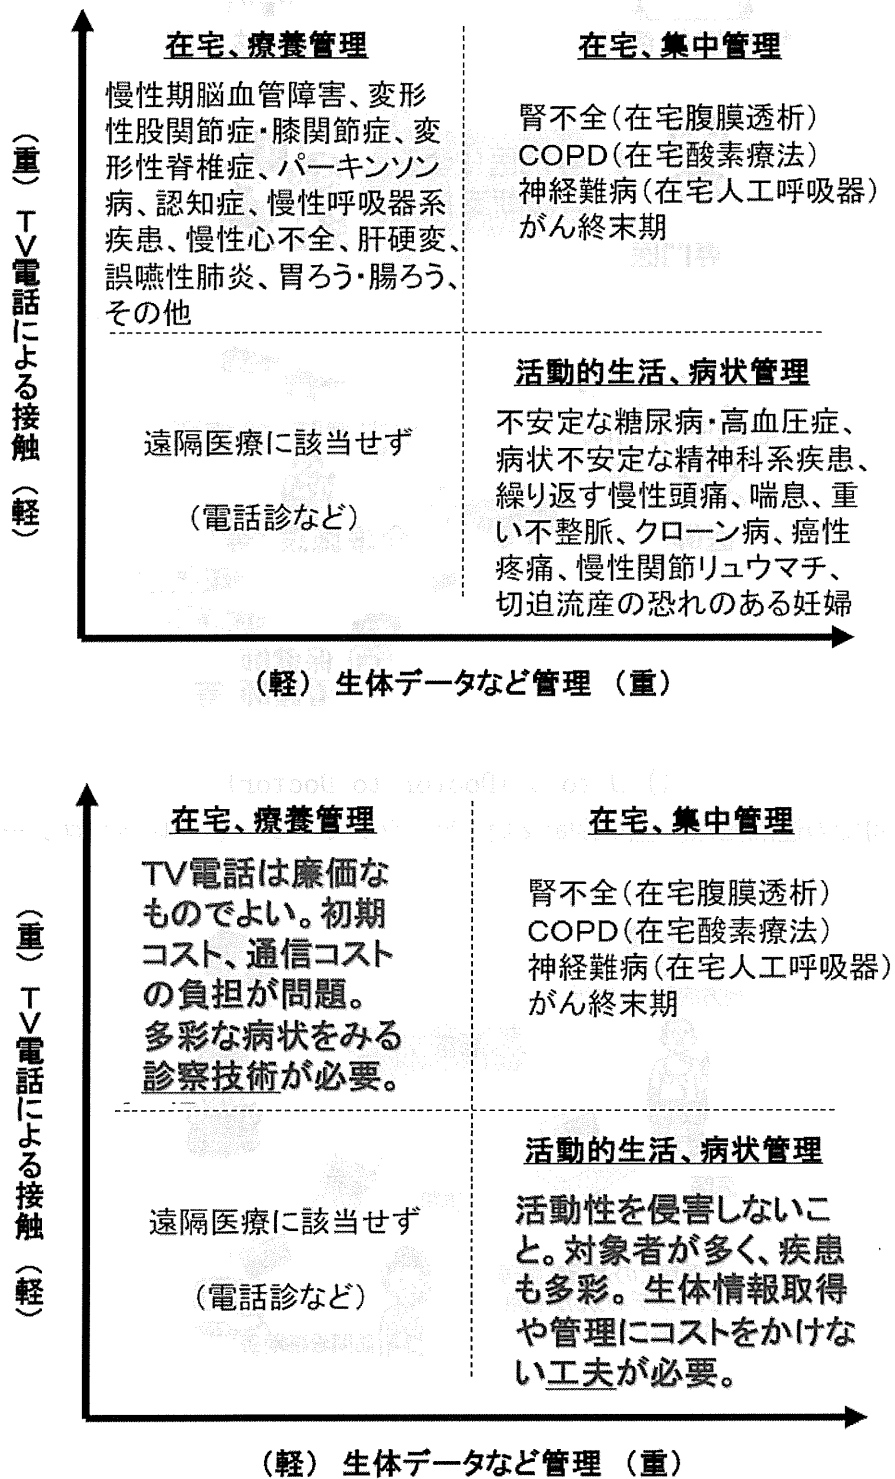 在宅、療養管理
慢性期脳血管障害、変形
性股関節症・膝関節症、変
形性脊椎症、パーキンソン
病、認知症、慢性呼吸器系
疾患、慢性心不全、肝硬変、
誤嚥性肺炎、胃ろう・腸ろう、
その他
在宅、集中管理
腎不全（在宅腹膜透析）
COPD（在宅酸素療法）
神経難病（在宅人工呼吸器）
がん終末期
（重） TV電話による接触 （軽）
遠隔医療に該当せず
（電話診など）
活動的生活、病状管理
不安定な糖尿病・高血圧症、
病状不安定な精神科系疾患、
繰り返す慢性頭痛、喘息、重
い不整脈、クローン病、癌性
疼痛、慢性関節リュウマチ、
切迫流産の恐れのある妊婦
（軽） 生体データなど管理 （重）
在宅、療養管理
TV電話は廉価な
ものでよい。初期
コスト、通信コスト
の負担が問題。
多彩な病状をみる
診察技術が必要。
在宅、集中管理
腎不全（在宅腹膜透析）
COPD（在宅酸素療法）
神経難病（在宅人工呼吸器）
がん終末期
（重） TV電話による接触 （軽）
遠隔医療に該当せず
（電話診など）
活動的生活、病状管理
活動性を侵害しないこ
と。対象者が多く、疾患
も多彩。生体情報取得
や管理にコストをかけな
い工夫が必要。
（軽） 生体データなど管理 （重）